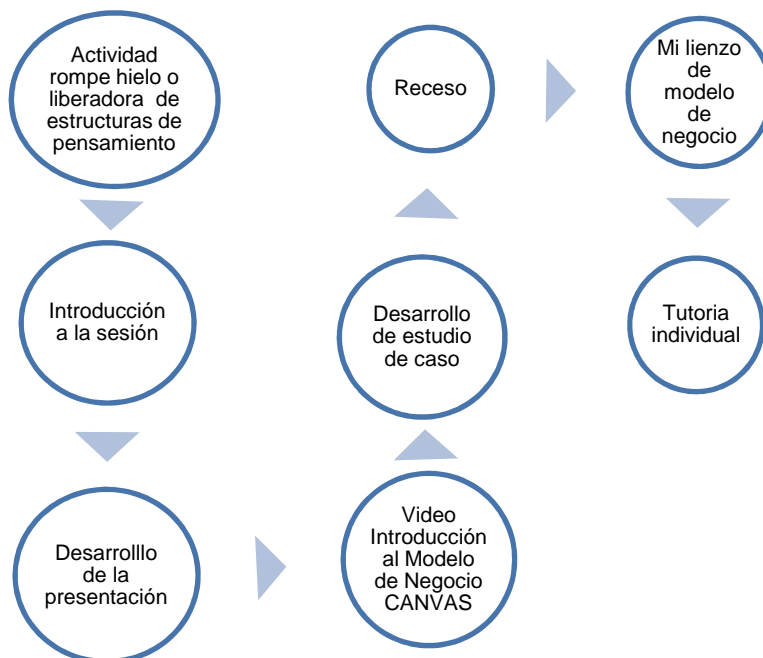 Actividad
rompe hielo o
liberadora de
estructuras de
pensamiento
Introducción
a la sesión
Desarrolllo
de la
presentación
Video
Introducción
al Modelo
de Negocio
CANVAS
Desarrollo
de estudio
de caso
Receso
Mi lienzo
de
modelo
de
negocio
Tutoria
individual